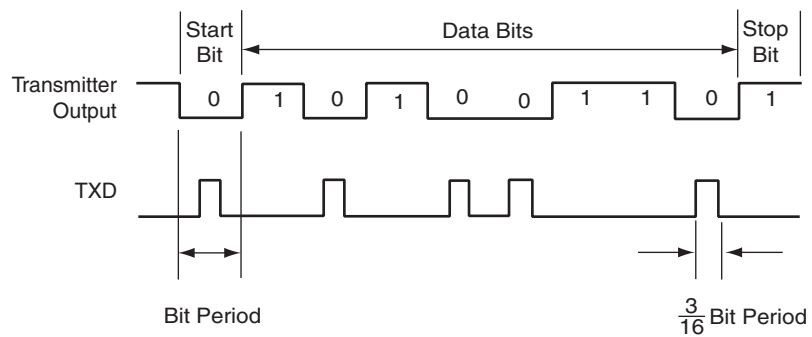 Start
Bit
Data Bits
Stop
Bit
Transmitter
Output
0 1 0 1 0 0 1 1 0 1
TXD
Bit Period
3
16
Bit Period